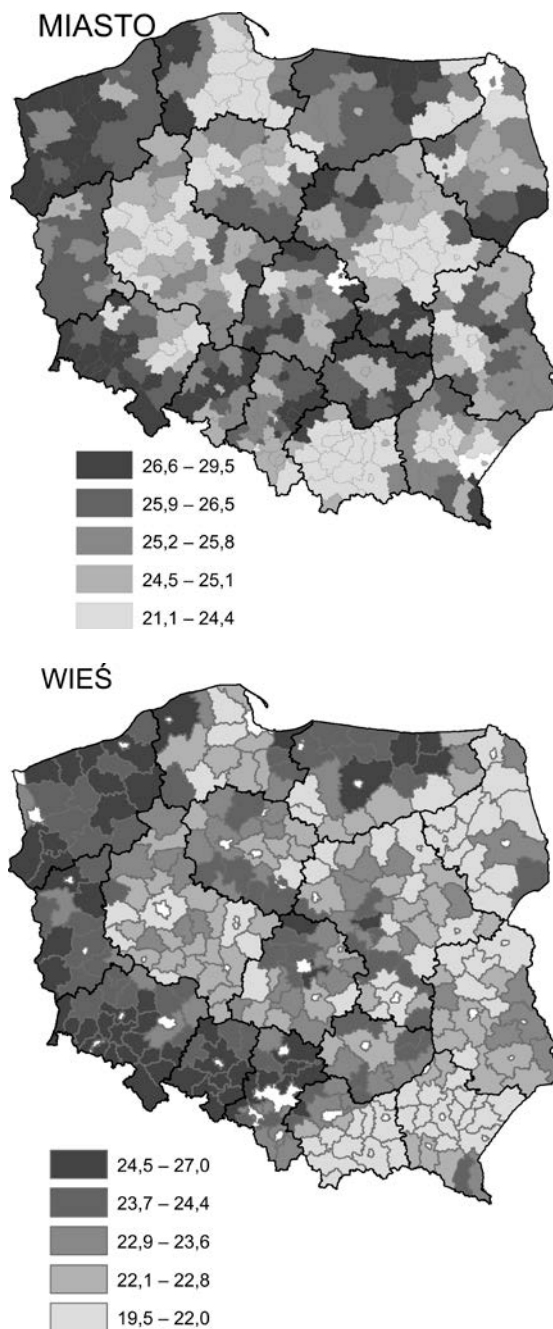 MIASTO
26,6 – 29,5
25,9 – 26,5
25,2 – 25,8
24,5 – 25,1
21,1 – 24,4
WIEŚ
24,5 – 27,0
23,7 – 24,4
22,9 – 23,6
22,1 – 22,8
19,5 – 22,0